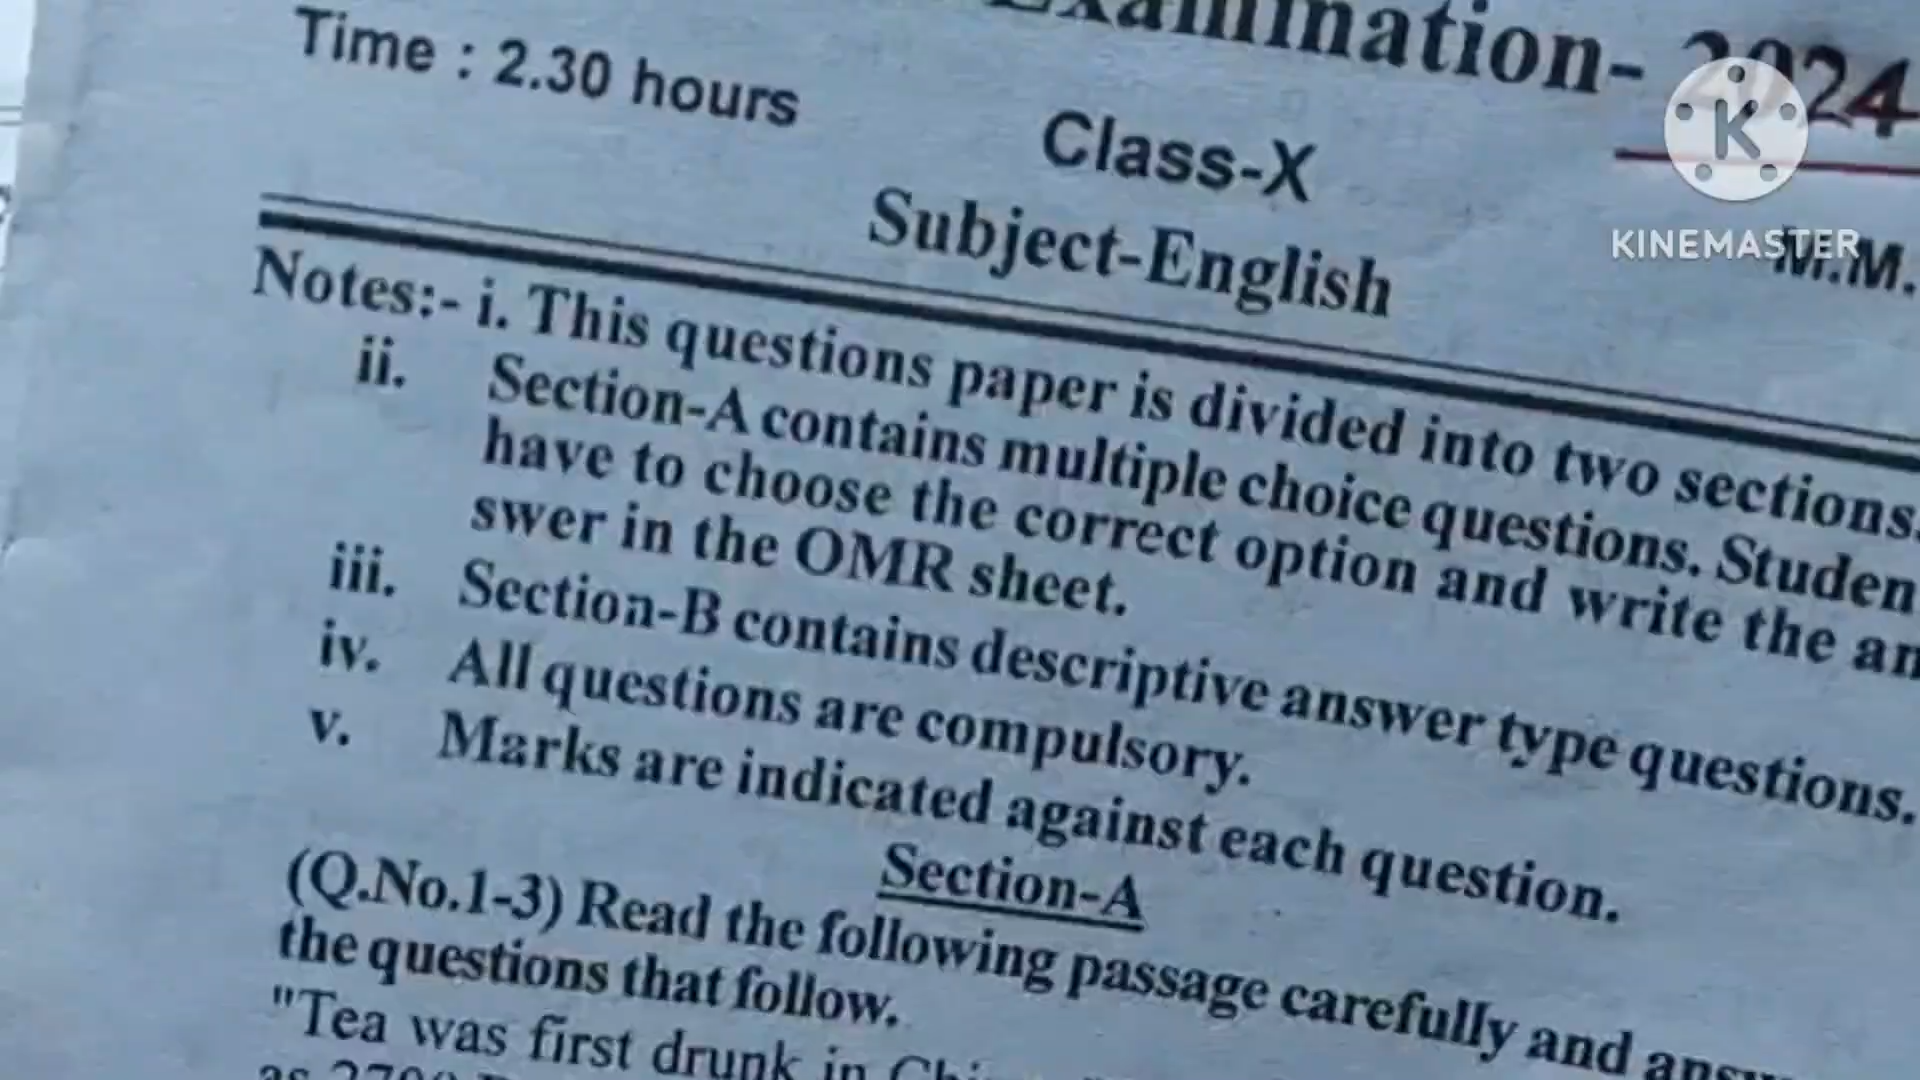 Examination- 2024
Time : 2.30 hours
Class-X
K
KINEMASTER
M.M.
Subject-English
Notes:- i. This questions paper is divided into two sections.
ii. Section-A contains multiple choice questions. Studen
have to choose the correct option and write the an
swer in the OMR sheet.
iii. Section-B contains descriptive answer type questions.
iv. All questions are compulsory.
v. Marks are indicated against each question.
Section-A
(Q.No.1-3) Read the following passage carefully and answ
the questions that follow.
"Tea was first drunk in